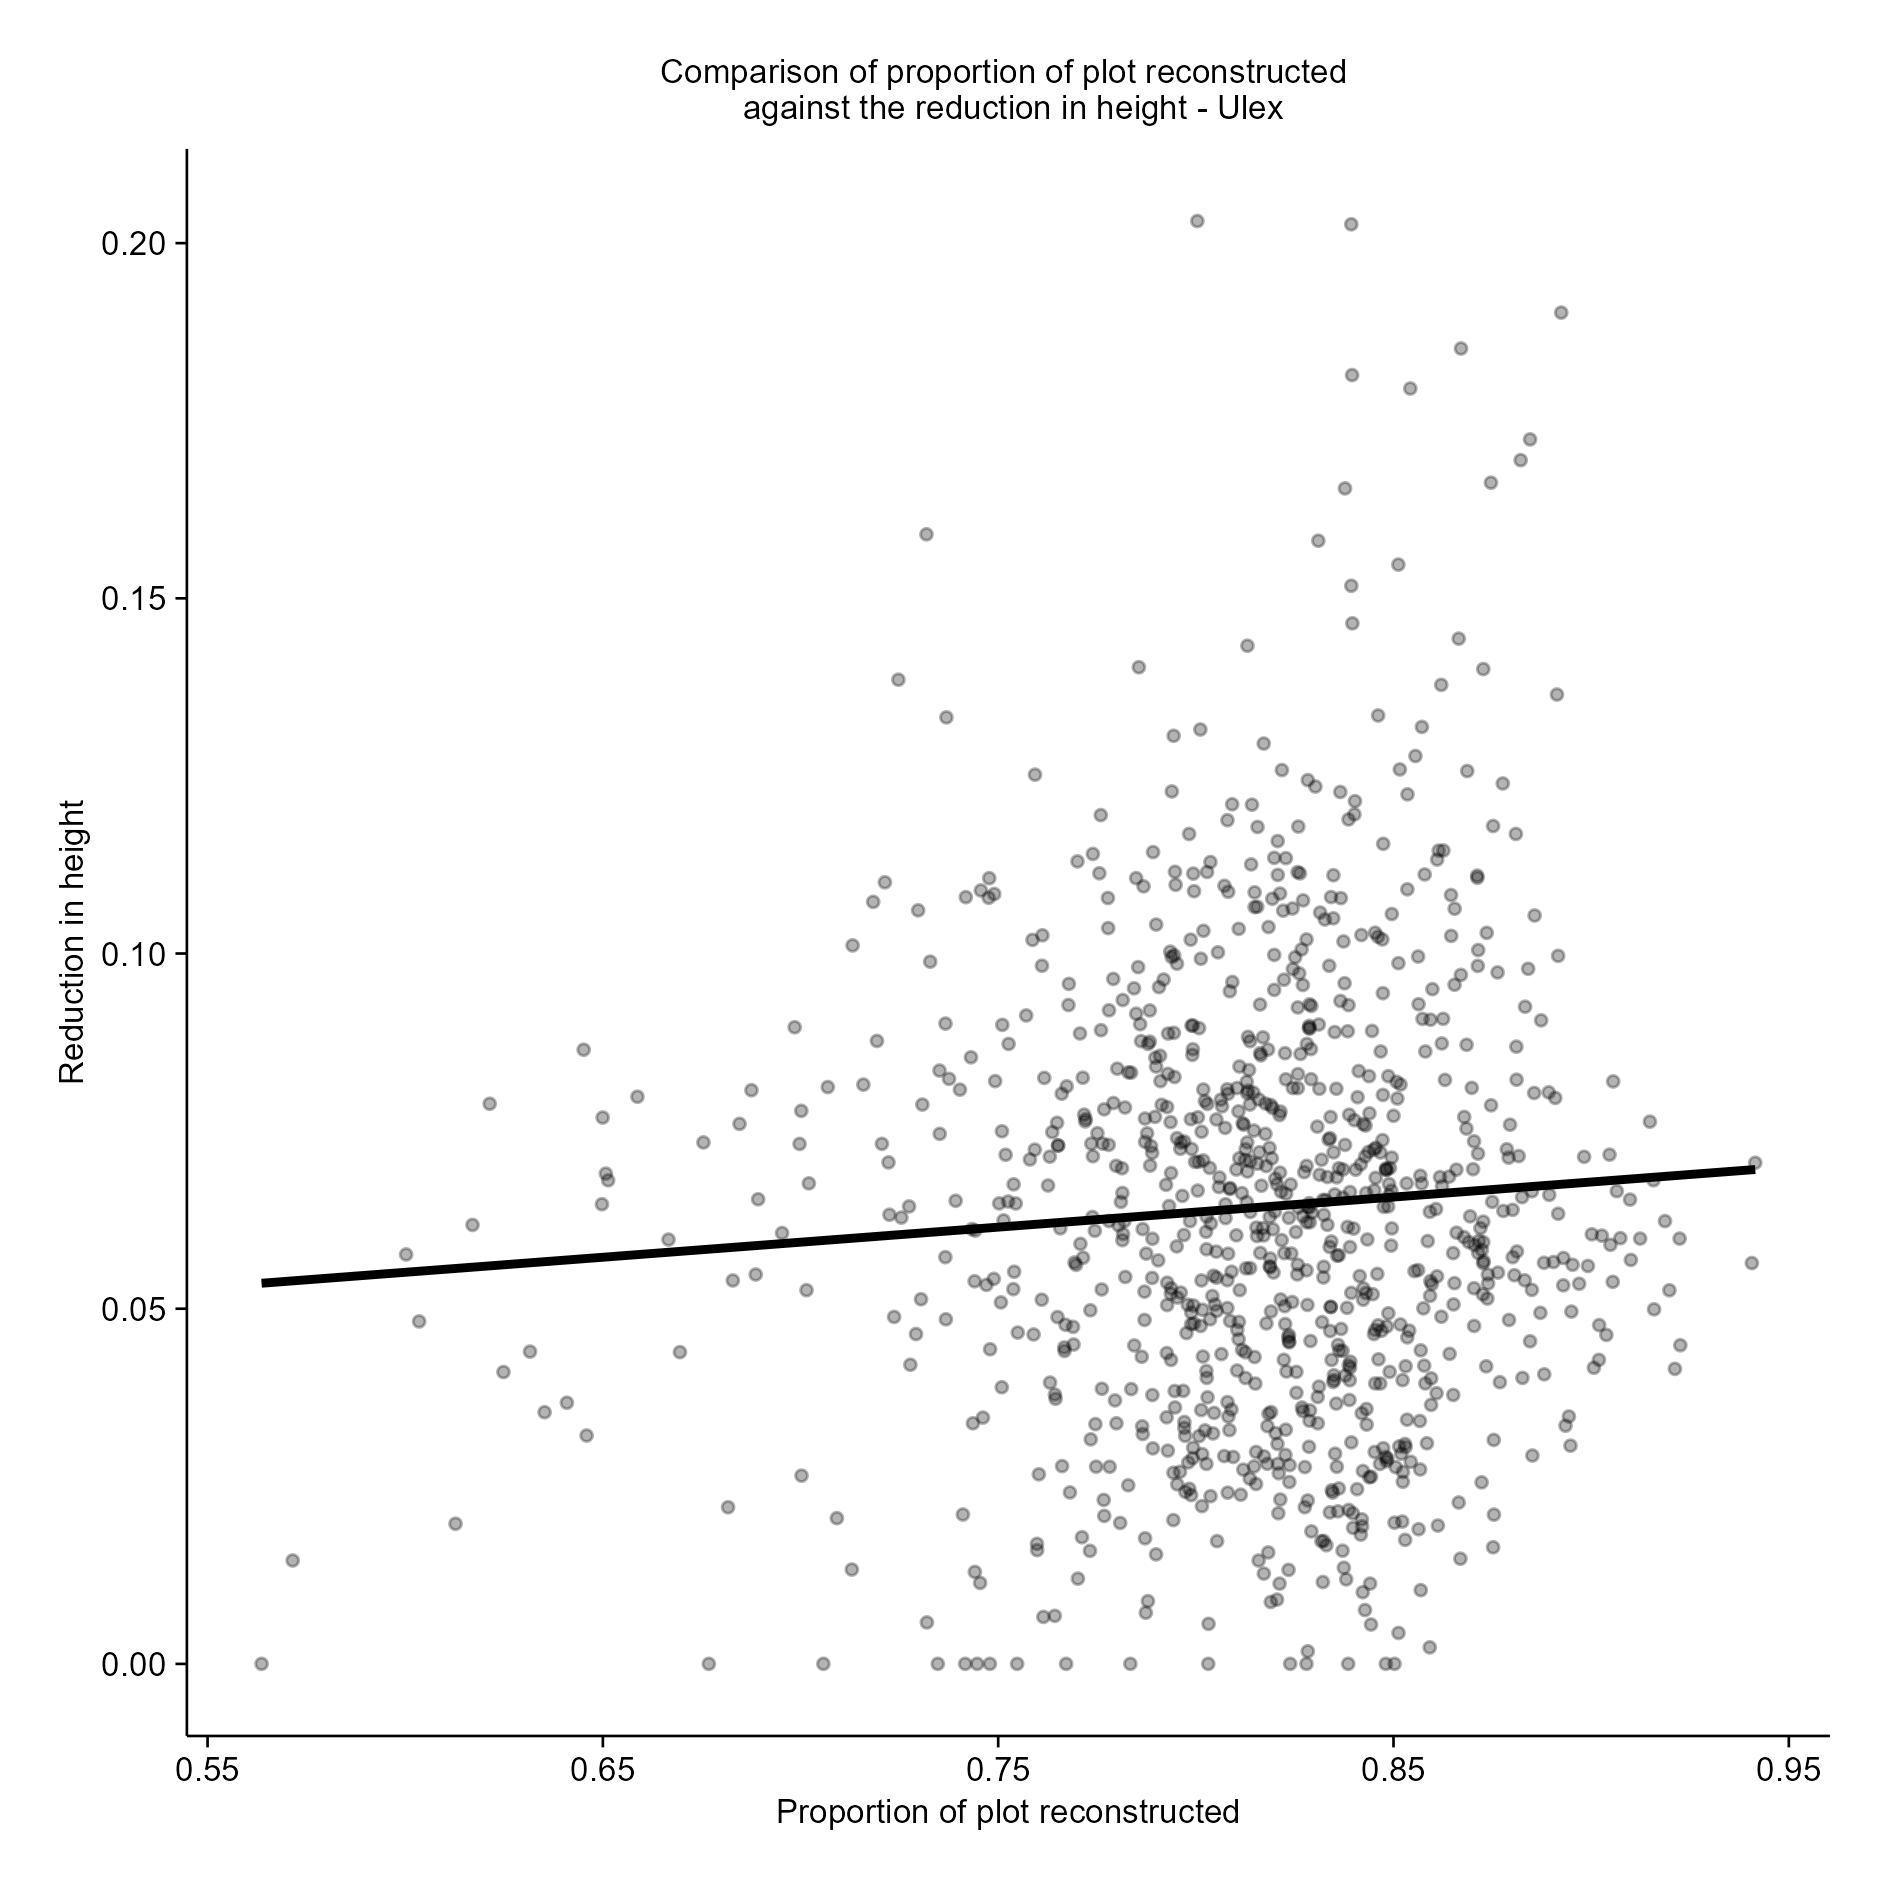 Comparison of proportion of plot reconstructed
against the reduction in height - Ulex
0.20
0.15
0.10
0.05
0.00
Reduction in height
0.55 0.65 0.75 0.85 0.95
Proportion of plot reconstructed